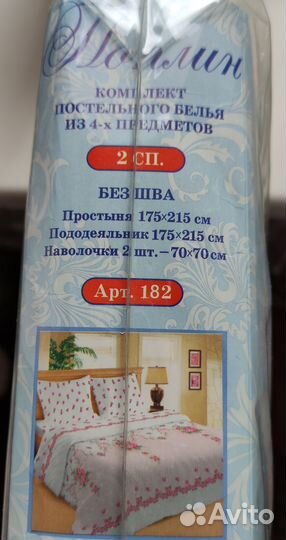 Поплин
КОМПЛЕКТ
ПОСТЕЛЬНОГО БЕЛЬЯ
ИЗ 4-х ПРЕДМЕТОВ
2 СП.
БЕЗ ШВА
Простыня 175×215 см
Пододеяльник 175×215 см
Наволочки 2 шт.–70×70 см
Арт. 182
Avito